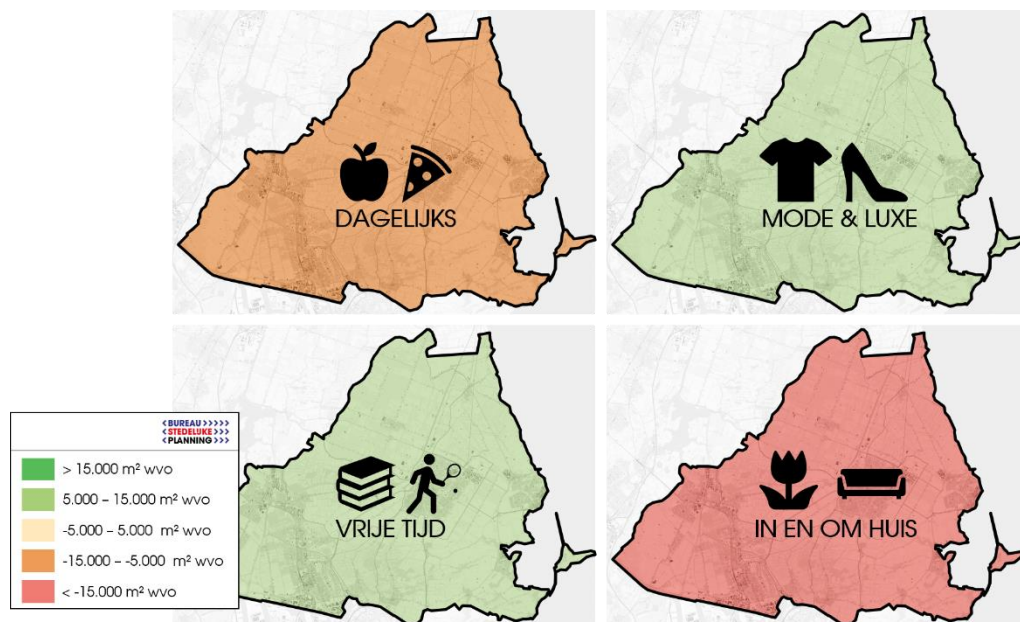 DAGELIJKS
MODE & LUXE
VRIJE TIJD
IN EN OM HUIS
<BUREAU >>>>>
<STEDELIJKE >>
<PLANNING >>>
> 15.000 m² wvo
5.000 – 15.000 m² wvo
-5.000 – 5.000 m² wvo
-15.000 – -5.000 m² wvo
< -15.000 m² wvo